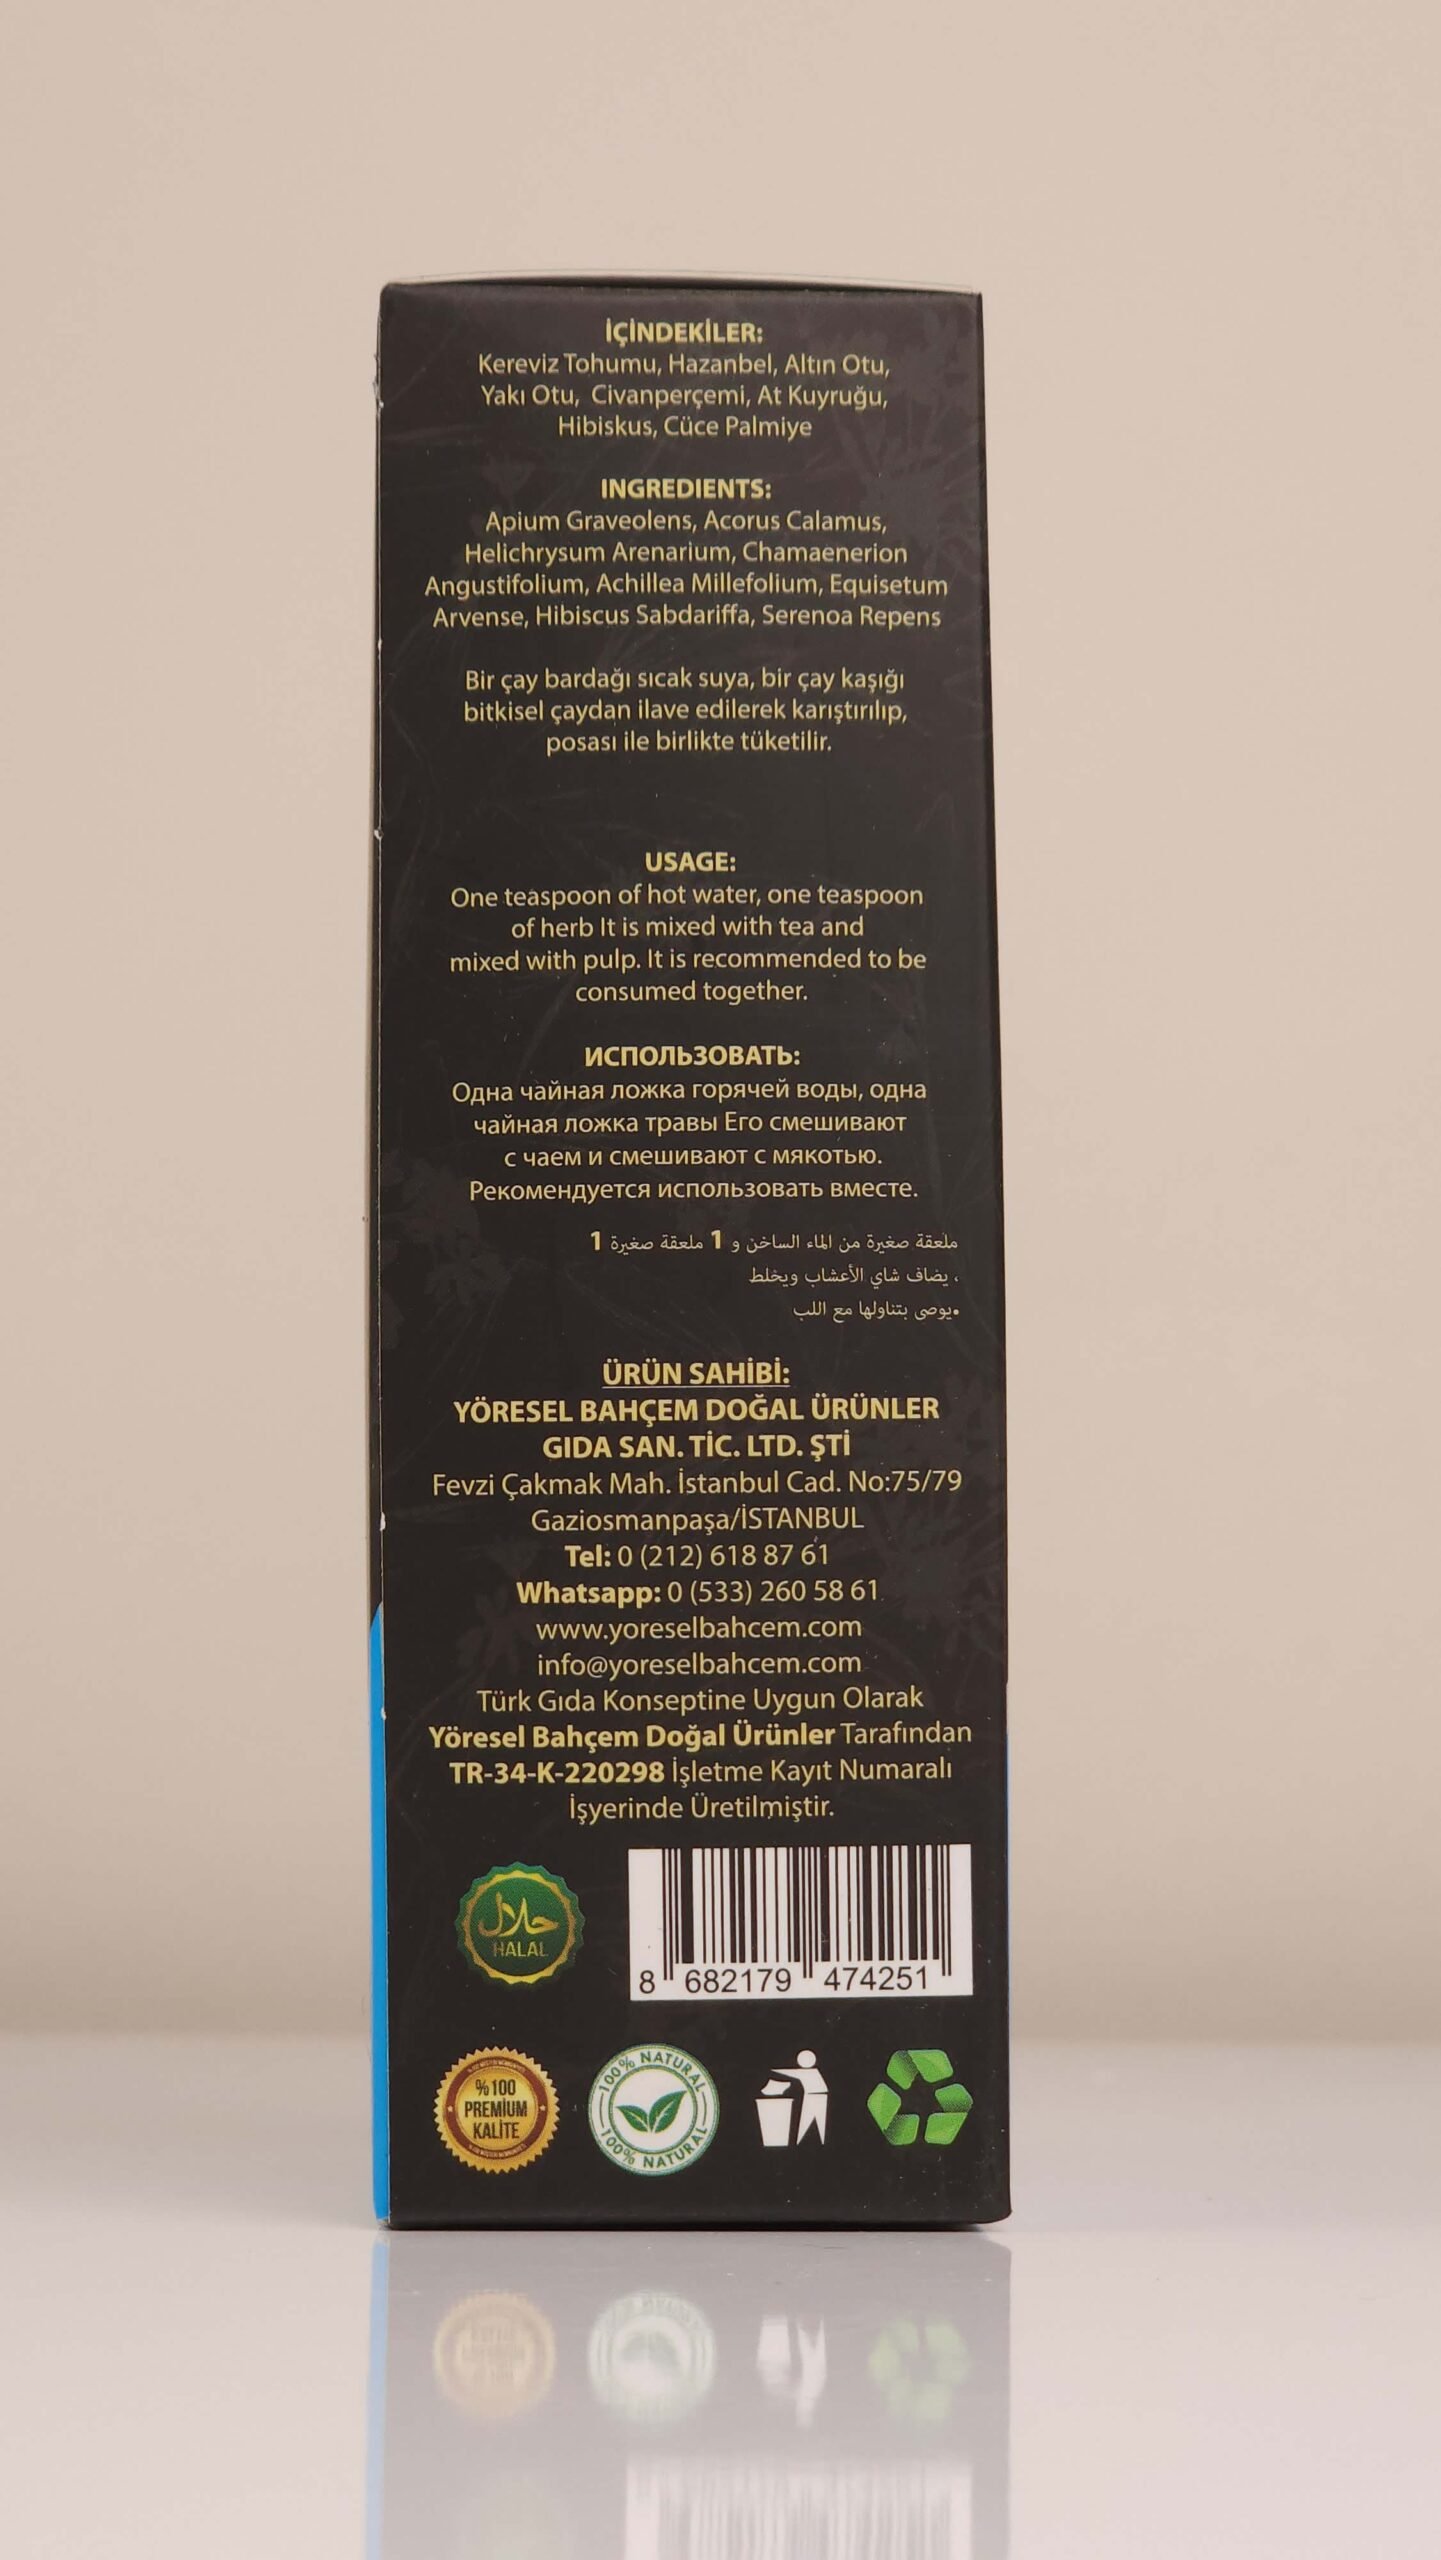 İÇİNDEKİLER:
Kereviz Tohumu, Hazanbel, Altın Otu,
Yakı Otu, Civanperçemi, At Kuyruğu,
Hibiskus, Cüce Palmiye
INGREDIENTS:
Apium Graveolens, Acorus Calamus,
Helichrysum Arenarium, Chamaenerion
Angustifolium, Achillea Millefolium, Equisetum
Arvense, Hibiscus Sabdariffa, Serenoa Repens
Bir çay bardağı sıcak suya, bir çay kaşığı
bitkisel çaydan ilave edilerek karıştırılıp,
posası ile birlikte tüketilir.
USAGE:
One teaspoon of hot water, one teaspoon
of herb It is mixed with tea and
mixed with pulp. It is recommended to be
consumed together.
ИСПОЛЬЗОВАТЬ:
Одна чайная ложка горячей воды, одна
чайная ложка травы Его смешивают
с чаем и смешивают с мякотью.
Рекомендуется использовать вместе.
ملعقة صغيرة من الماء الساخن و 1 ملعقة صغيرة 1
، يضاف شاي الأعشاب ويخلط
.يوصى بتناولها مع اللب
ÜRÜN SAHİBİ:
YÖRESEL BAHÇEM DOĞAL ÜRÜNLER
GIDA SAN. TİC. LTD. ŞTİ
Fevzi Çakmak Mah. İstanbul Cad. No:75/79
Gaziosmanpaşa/İSTANBUL
Tel: 0 (212) 618 87 61
Whatsapp: 0 (533) 260 58 61
www.yoreselbahcem.com
info@yoreselbahcem.com
Türk Gıda Konseptine Uygun Olarak
Yöresel Bahçem Doğal Ürünler Tarafından
TR-34-K-220298 İşletme Kayıt Numaralı
İşyerinde Üretilmiştir.
حلال
HALAL
8 682179 474251
%100
PREMİUM
KALİTE
100% NATURAL
100% NATURAL